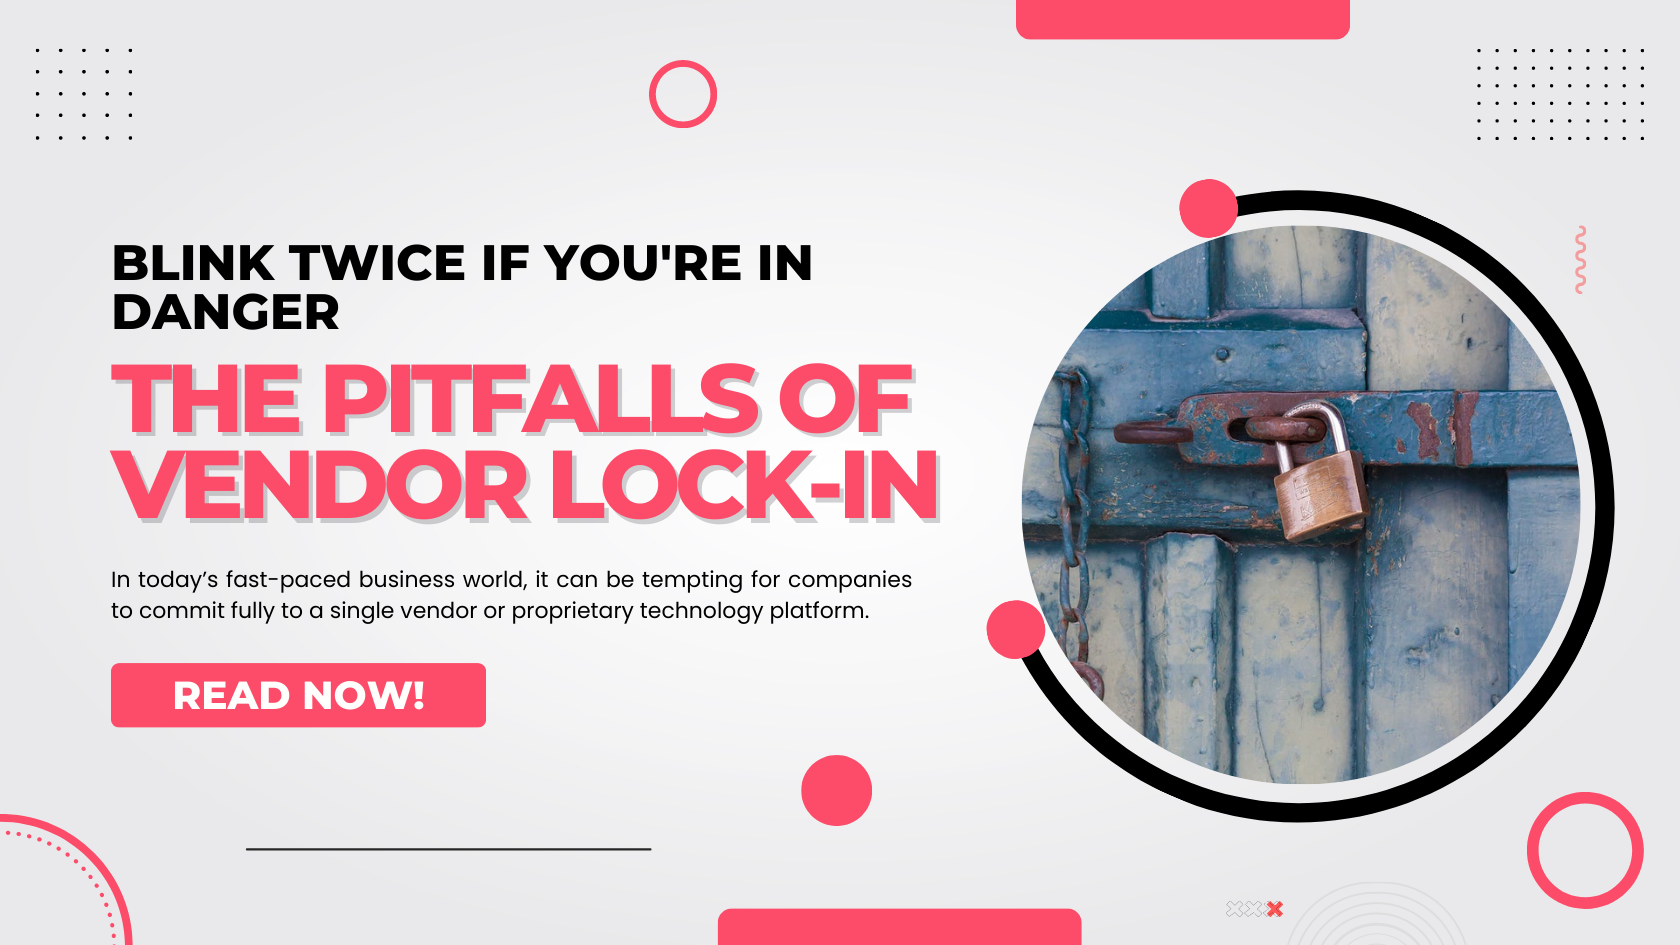 BLINK TWICE IF YOU'RE IN
DANGER
THE PITFALLS OF
VENDOR LOCK-IN
In today’s fast-paced business world, it can be tempting for companies
to commit fully to a single vendor or proprietary technology platform.
READ NOW!